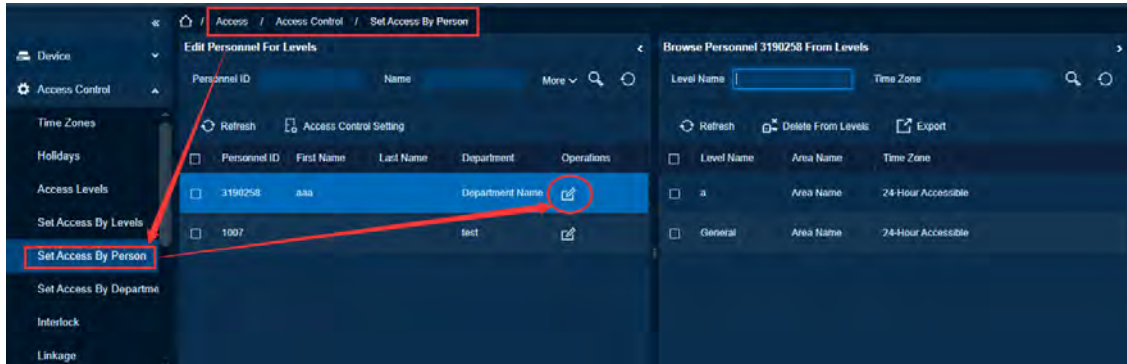 «
/ Access / Access Control / Set Access By Person
Device
Access Control
Time Zones
Holidays
Access Levels
Set Access By Levels
Set Access By Person
Set Access By Departme
Interlock
Linkage
Edit Personnel For Levels <
Personnel ID Name More
Refresh Access Control Setting
Personnel ID First Name Last Name Department Operations
3190258 aaa Department Name
1007 test
Browse Personnel 3190258 From Levels >
Level Name Time Zone
Refresh Delete From Levels Export
Level Name Area Name Time Zone
a Area Name 24-Hour Accessible
General Area Name 24-Hour Accessible